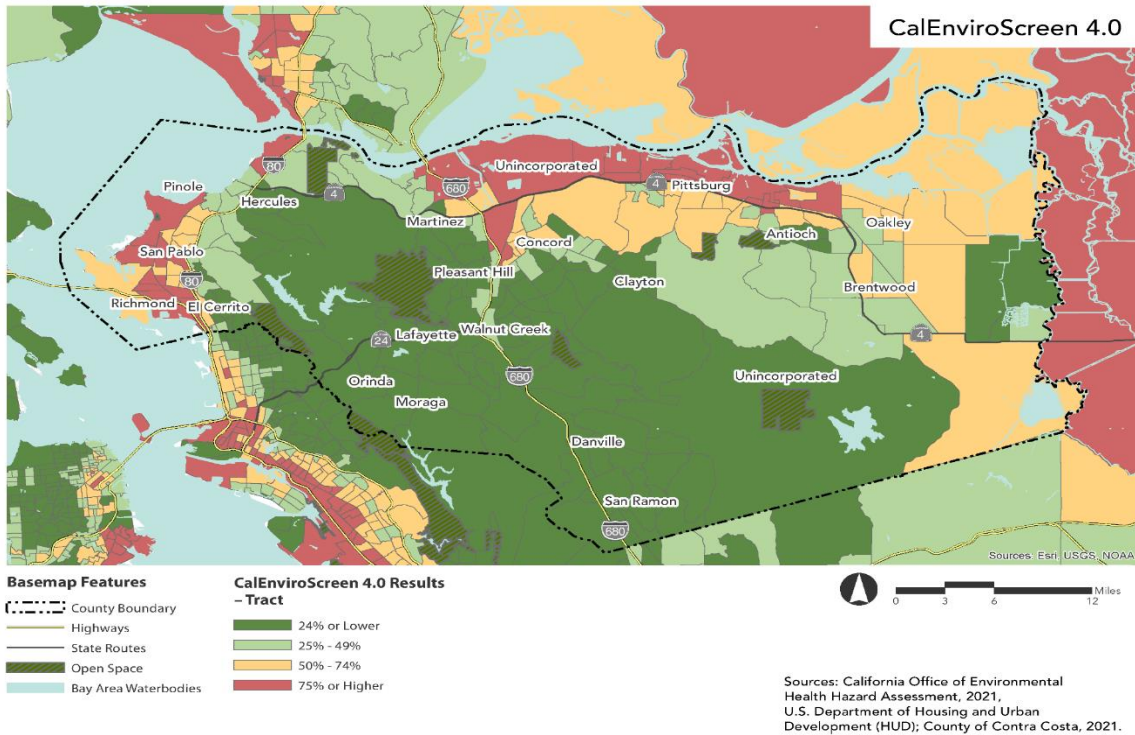 CalEnviroScreen 4.0
Unincorporated
80
Pinole
4
680
4
Pittsburg
Hercules
4
Martinez
Oakley
Antioch
San Pablo
Concord
Pleasant Hill
Clayton
80
Brentwood
Richmond
El Cerrito
Walnut Creek
Lafayette
24
4
680
Orinda
Unincorporated
Moraga
Danville
San Ramon
680
Sources: Esri, USGS, NOAA
Basemap Features
County Boundary
Highways
State Routes
Open Space
Bay Area Waterbodies
CalEnviroScreen 4.0 Results
– Tract
24% or Lower
25% - 49%
50% - 74%
75% or Higher
0 3 6 12 Miles
Sources: California Office of Environmental
Health Hazard Assessment, 2021,
U.S. Department of Housing and Urban
Development (HUD); County of Contra Costa, 2021.